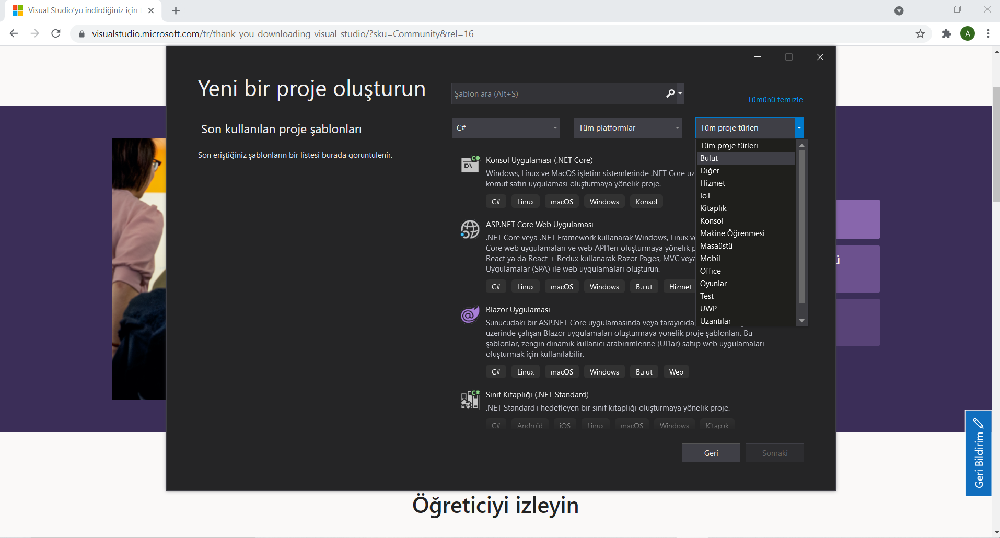 Visual Studio'yu indirdiğiniz için t
visualstudio.microsoft.com/tr/thank-you-downloading-visual-studio/?sku=Community&rel=16
A
Yeni bir proje oluşturun
Şablon ara (Alt+S)
Tümünü temizle
Son kullanılan proje şablonları
Son eriştiğiniz şablonların bir listesi burada görüntülenir.
C#
Tüm platformlar
Tüm proje türleri
Tüm proje türleri
Bulut
Diğer
Hizmet
IoT
Kitaplık
Konsol
Makine Öğrenmesi
Masaüstü
Mobil
Office
Oyunlar
Test
UWP
Uzantılar
C#
Konsol Uygulaması (.NET Core)
Windows, Linux ve MacOS işletim sistemlerinde .NET Core üz
komut satırı uygulaması oluşturmaya yönelik proje.
C# Linux macOS Windows Konsol
ASP.NET Core Web Uygulaması
.NET Core veya .NET Framework kullanarak Windows, Linux ve
Core web uygulamaları ve web API'leri oluşturmaya yönelik p
React ya da React + Redux kullanarak Razor Pages, MVC veya
Uygulamalar (SPA) ile web uygulamaları oluşturun.
C# Linux macOS Windows Bulut Hizmet
Blazor Uygulaması
Sunucudaki bir ASP.NET Core uygulamasında veya tarayıcıda
üzerinde çalışan Blazor uygulamaları oluşturmaya yönelik proje şablonları. Bu
şablonlar, zengin dinamik kullanıcı arabirimlerine (UI'lar) sahip web uygulamaları
oluşturmak için kullanılabilir.
C# Linux macOS Windows Bulut Web
C#
Sınıf Kitaplığı (.NET Standard)
.NET Standard'ı hedefleyen bir sınıf kitaplığı oluşturmaya yönelik proje.
C# Android iOS Linux macOS Windows Kitaplık
Geri
Sonraki
ü
Geri Bildirim
Öğreticiyi izleyin